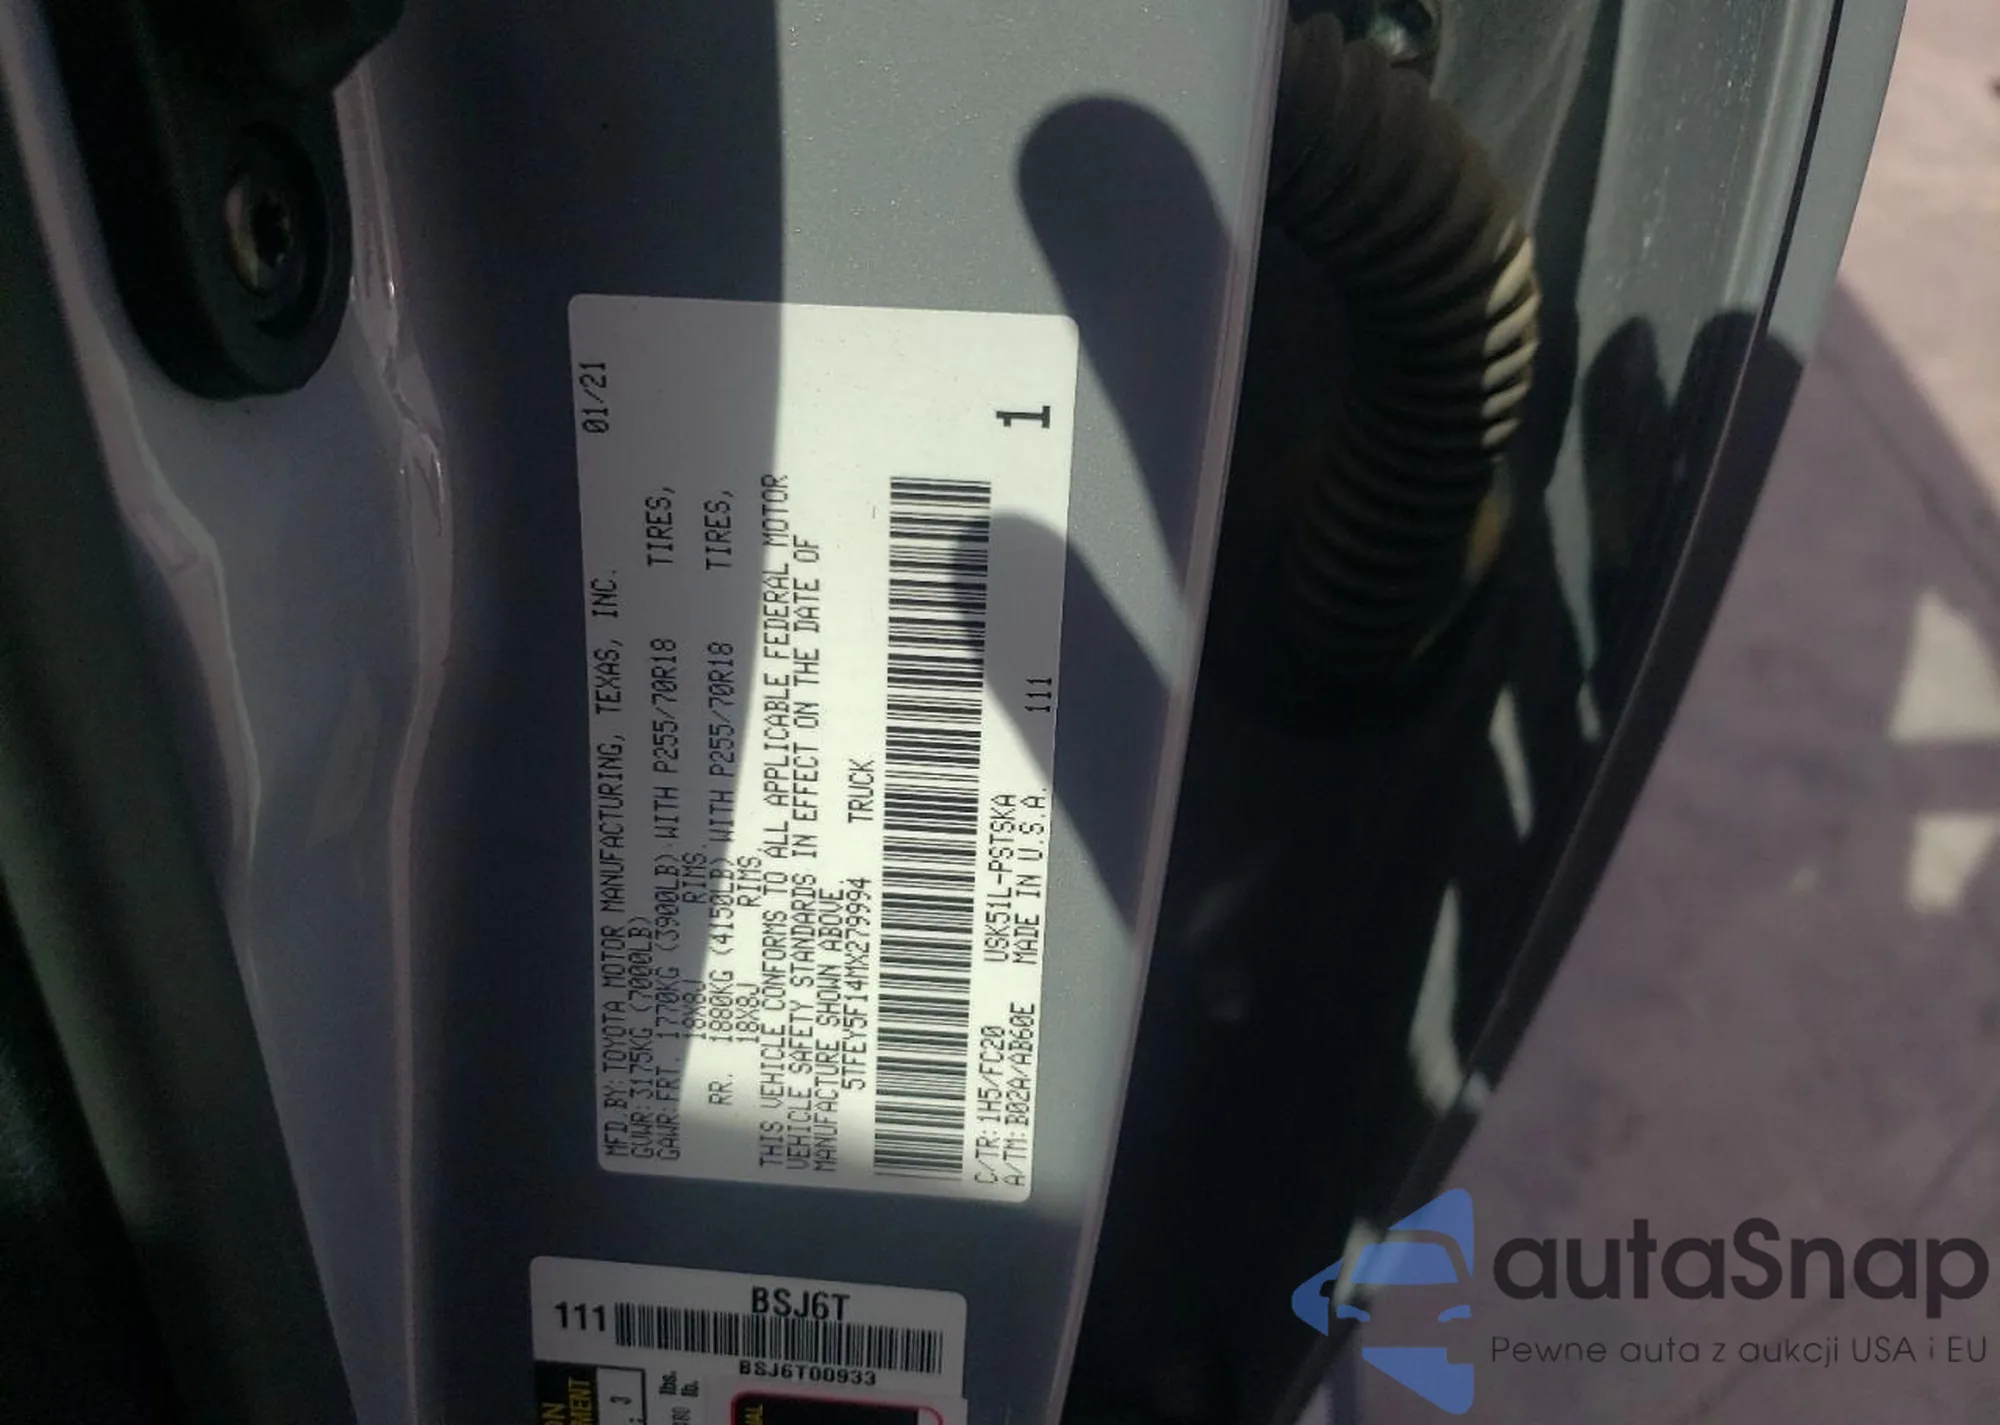 01/21
MFD.BY:TOYOTA MOTOR MANUFACTURING, TEXAS, INC.
GVWR:3175KG (7000LB)
GAWR:FRT. 1770KG (3900LB) WITH P255/70R18 TIRES,
18X8J RIMS,
RR. 1880KG (4150LB) WITH P255/70R18 TIRES,
18X8J RIMS
THIS VEHICLE CONFORMS TO ALL APPLICABLE FEDERAL MOTOR
VEHICLE SAFETY STANDARDS IN EFFECT ON THE DATE OF
MANUFACTURE SHOWN ABOVE.
5TFEY5F14MX279994 TRUCK
C/TR:1H5/FC20 USK51L-PSTSKA
A/TM:B02A/AB60E MADE IN U.S.A. 111
1
BSJ6T
111
BSJ6T00933
lbs.
lb.
autaSnap
Pewne auta z aukcji USA i EU